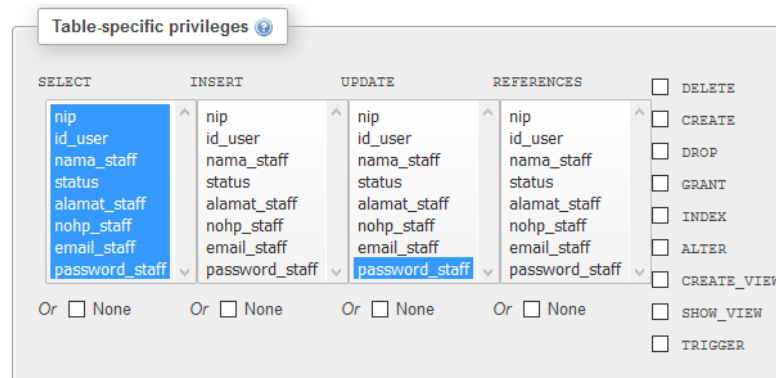 Table-specific privileges
SELECT INSERT UPDATE REFERENCES
nip nip nip nip
id_user id_user id_user id_user
nama_staff nama_staff nama_staff nama_staff
status status status status
alamat_staff alamat_staff alamat_staff alamat_staff
nohp_staff nohp_staff nohp_staff nohp_staff
email_staff email_staff email_staff email_staff
password_staff password_staff password_staff password_staff
Or None Or None Or None Or None
DELETE
CREATE
DROP
GRANT
INDEX
ALTER
CREATE_VIEW
SHOW_VIEW
TRIGGER